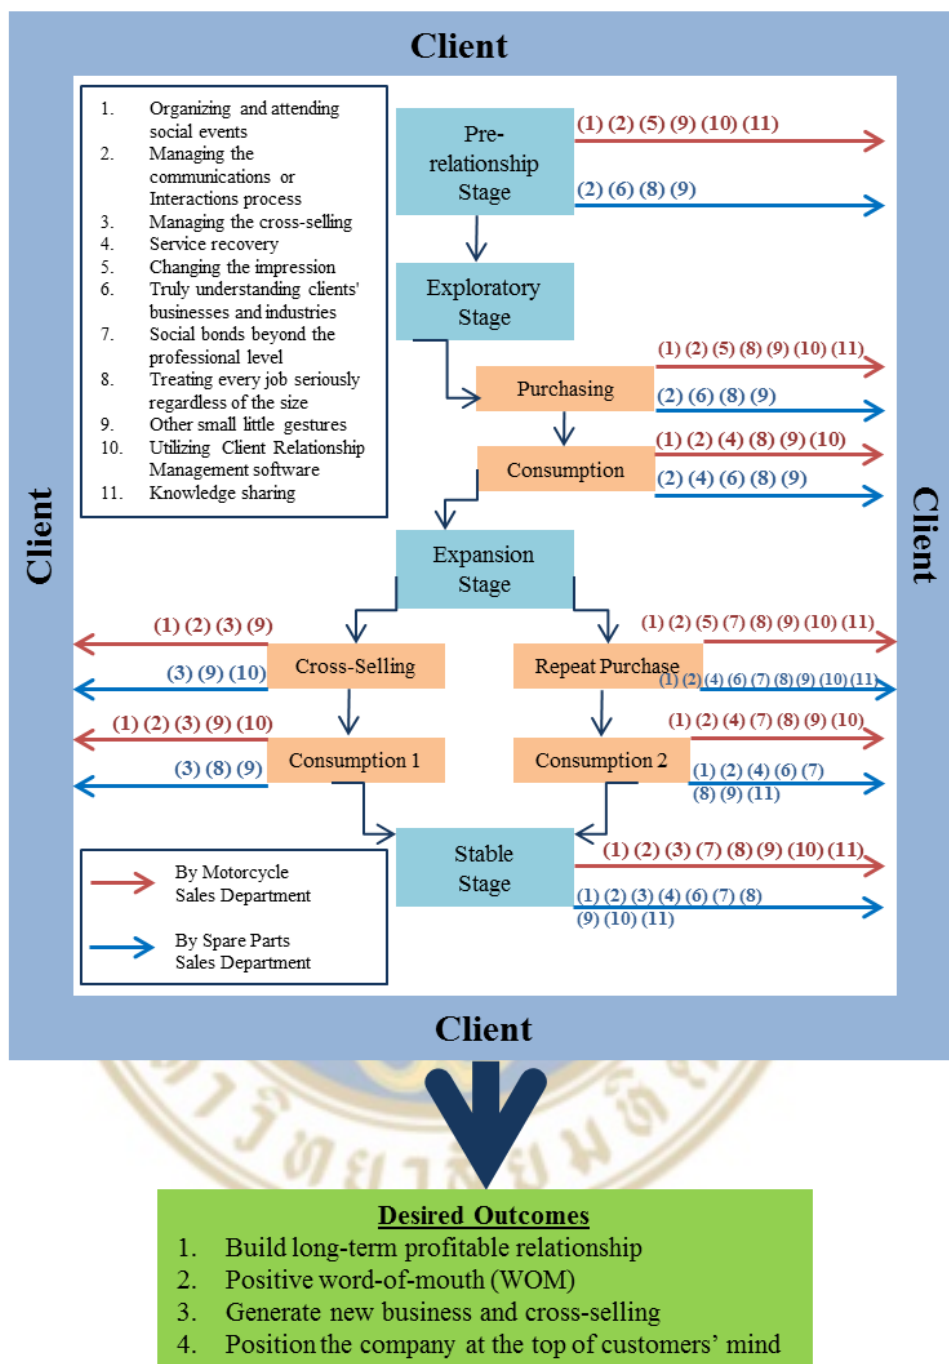 Client
1. Organizing and attending
social events
2. Managing the
communications or
Interactions process
3. Managing the cross-selling
4. Service recovery
5. Changing the impression
6. Truly understanding clients'
businesses and industries
7. Social bonds beyond the
professional level
8. Treating every job seriously
regardless of the size
9. Other small little gestures
10. Utilizing Client Relationship
Management software
11. Knowledge sharing
Pre-
relationship
Stage
(1) (2) (5) (9) (10) (11)
(2) (6) (8) (9)
Exploratory
Stage
Purchasing
(1) (2) (5) (8) (9) (10) (11)
(2) (6) (8) (9)
Consumption
(1) (2) (4) (8) (9) (10)
(2) (4) (6) (8) (9)
Client
Client
Expansion
Stage
(1) (2) (3) (9)
(3) (9) (10)
Cross-Selling
Repeat Purchase
(1) (2) (5) (7) (8) (9) (10) (11)
(1) (2) (4) (6) (7) (8) (9) (10) (11)
(1) (2) (3) (9) (10)
(3) (8) (9)
Consumption 1
Consumption 2
(1) (2) (4) (7) (8) (9) (10)
(1) (2) (4) (6) (7)
(8) (9) (11)
Stable
Stage
(1) (2) (3) (7) (8) (9) (10) (11)
(1) (2) (3) (4) (6) (7) (8)
(9) (10) (11)
By Motorcycle
Sales Department
By Spare Parts
Sales Department
Client
Desired Outcomes
1. Build long-term profitable relationship
2. Positive word-of-mouth (WOM)
3. Generate new business and cross-selling
4. Position the company at the top of customers’ mind